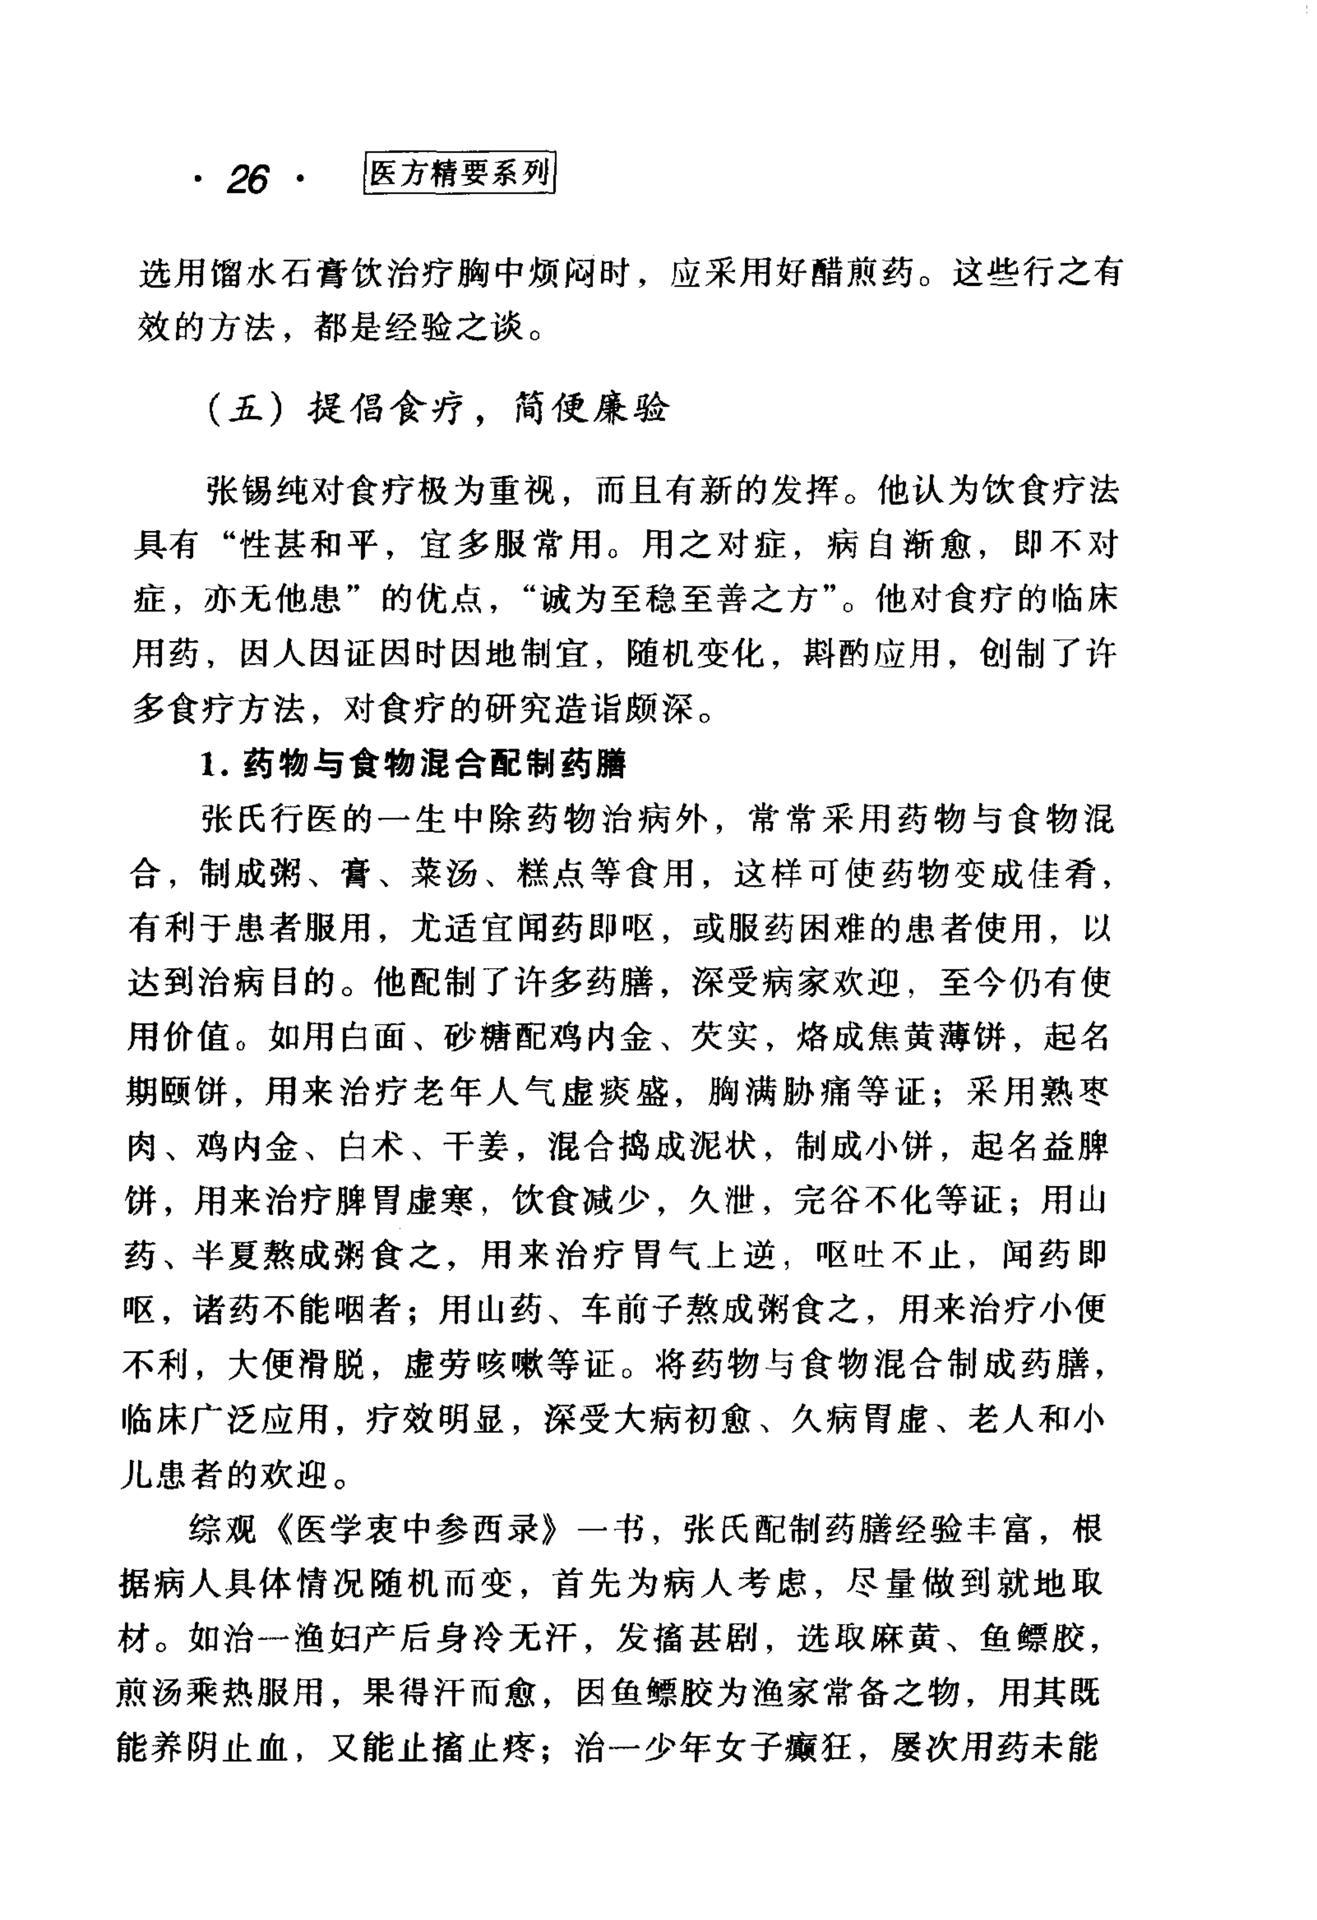 · 26 · 医方精要系列
选用馏水石膏饮治疗胸中烦闷时，应采用好醋煎药。这些行之有
效的方法，都是经验之谈。
（五）提倡食疗，简便廉验
张锡纯对食疗极为重视，而且有新的发挥。他认为饮食疗法
具有“性甚和平，宜多服常用。用之对症，病自渐愈，即不对
症，亦无他患”的优点，“诚为至稳至善之方”。他对食疗的临床
用药，因人因证因时因地制宜，随机变化，斟酌应用，创制了许
多食疗方法，对食疗的研究造诣颇深。
1. 药物与食物混合配制药膳
张氏行医的一生中除药物治病外，常常采用药物与食物混
合，制成粥、膏、菜汤、糕点等食用，这样可使药物变成佳肴，
有利于患者服用，尤适宜闻药即呕，或服药困难的患者使用，以
达到治病目的。他配制了许多药膳，深受病家欢迎，至今仍有使
用价值。如用白面、砂糖配鸡内金、芡实，烙成焦黄薄饼，起名
期颐饼，用来治疗老年人气虚痰盛，胸满胁痛等证；采用熟枣
肉、鸡内金、白术、干姜，混合捣成泥状，制成小饼，起名益脾
饼，用来治疗脾胃虚寒，饮食减少，久泄，完谷不化等证；用山
药、半夏熬成粥食之，用来治疗胃气上逆，呕吐不止，闻药即
呕，诸药不能咽者；用山药、车前子熬成粥食之，用来治疗小便
不利，大便滑脱，虚劳咳嗽等证。将药物与食物混合制成药膳，
临床广泛应用，疗效明显，深受大病初愈、久病胃虚、老人和小
儿患者的欢迎。
综观《医学衷中参西录》一书，张氏配制药膳经验丰富，根
据病人具体情况随机而变，首先为病人考虑，尽量做到就地取
材。如治一渔妇产后身冷无汗，发搐甚剧，选取麻黄、鱼鳔胶，
煎汤乘热服用，果得汗而愈，因鱼鳔胶为渔家常备之物，用其既
能养阴止血，又能止搐止疼；治一少年女子癫狂，屡次用药未能